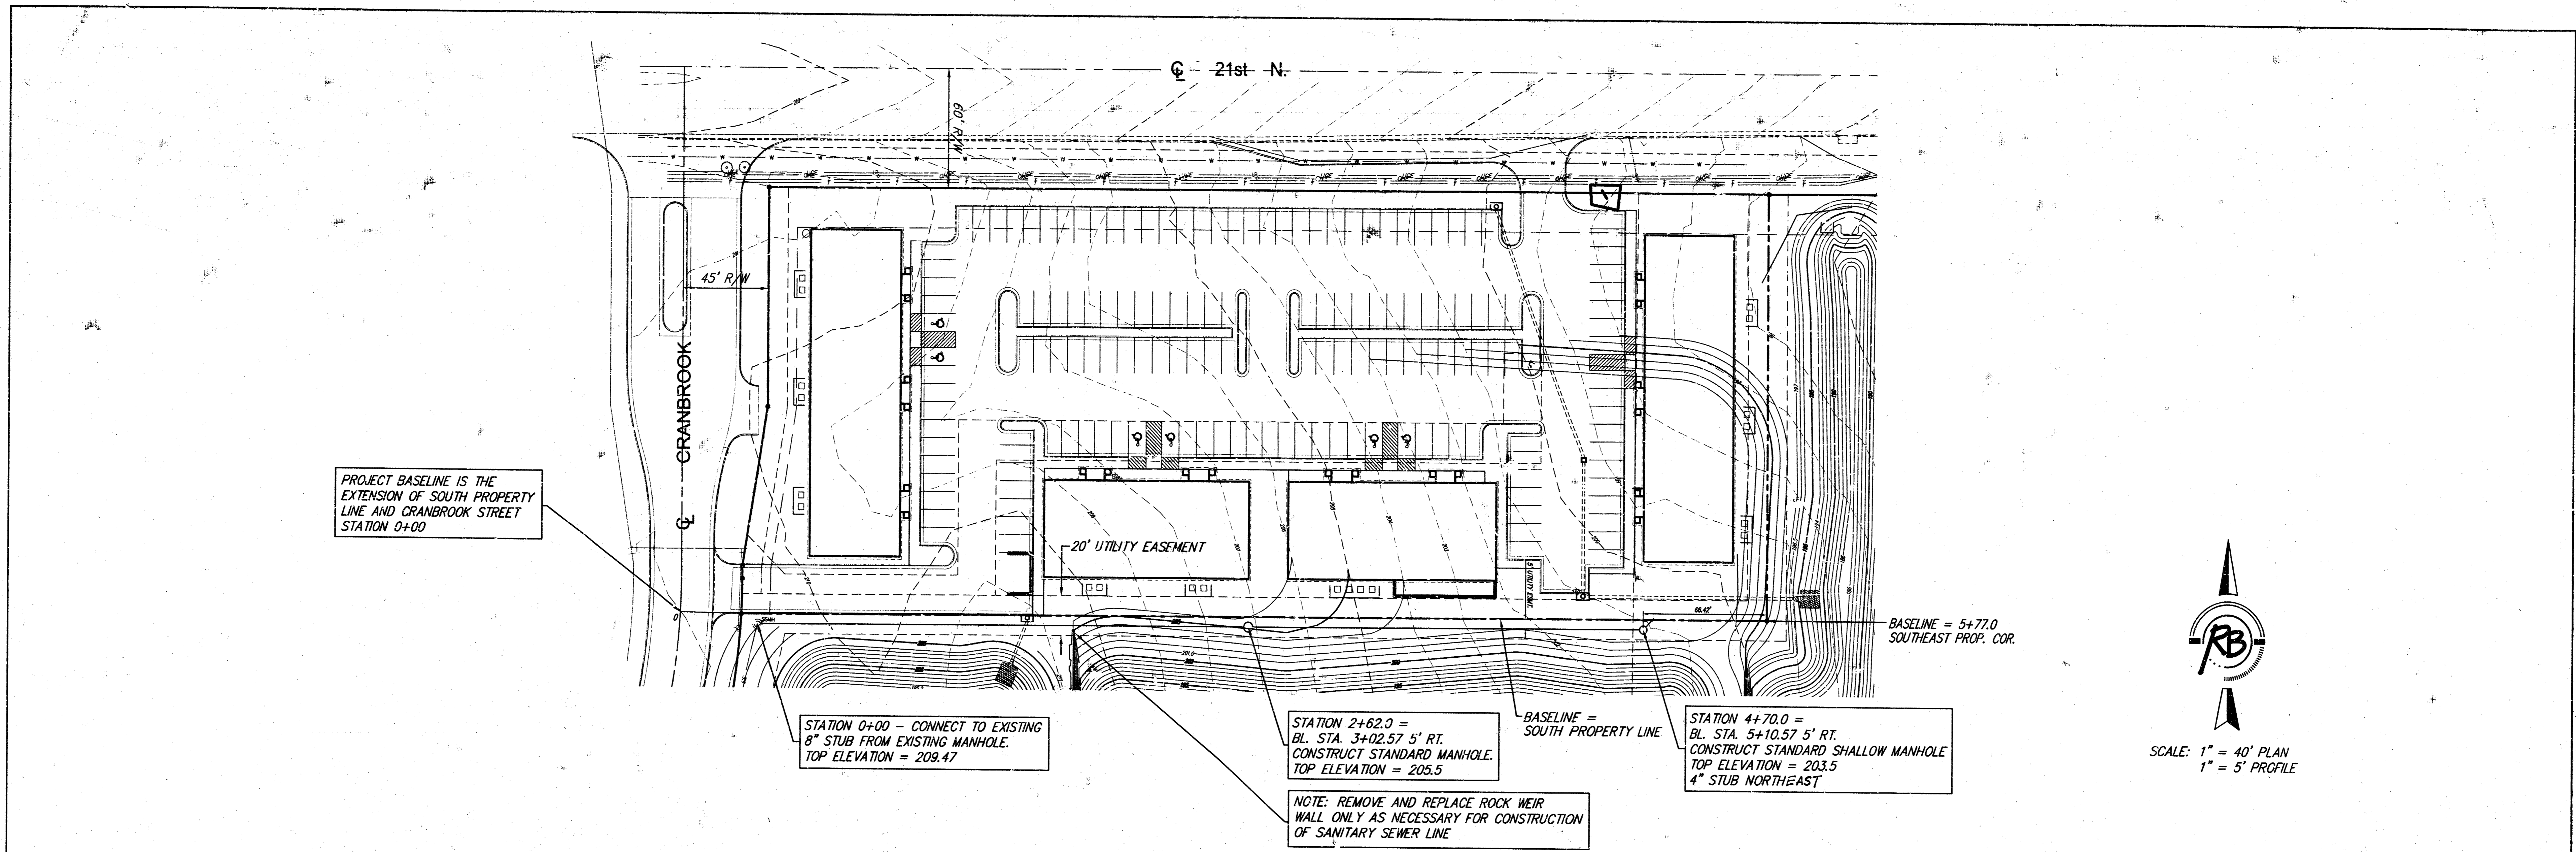 ℄ 21st N.
60' R/W
45' R/W
℄ CRANBROOK
PROJECT BASELINE IS THE
EXTENSION OF SOUTH PROPERTY
LINE AND CRANBROOK STREET
STATION 0+00
20' UTILITY EASEMENT
5' UTILITY ESMT.
66.42'
BASELINE = 5+77.0
SOUTHEAST PROP. COR.
STATION 0+00 - CONNECT TO EXISTING
8" STUB FROM EXISTING MANHOLE.
TOP ELEVATION = 209.47
STATION 2+62.0 =
BL. STA. 3+02.57 5' RT.
CONSTRUCT STANDARD MANHOLE.
TOP ELEVATION = 205.5
BASELINE =
SOUTH PROPERTY LINE
STATION 4+70.0 =
BL. STA. 5+10.57 5' RT.
CONSTRUCT STANDARD SHALLOW MANHOLE
TOP ELEVATION = 203.5
4" STUB NORTHEAST
NOTE: REMOVE AND REPLACE ROCK WEIR
WALL ONLY AS NECESSARY FOR CONSTRUCTION
OF SANITARY SEWER LINE
RB
SCALE: 1" = 40' PLAN
1" = 5' PROFILE